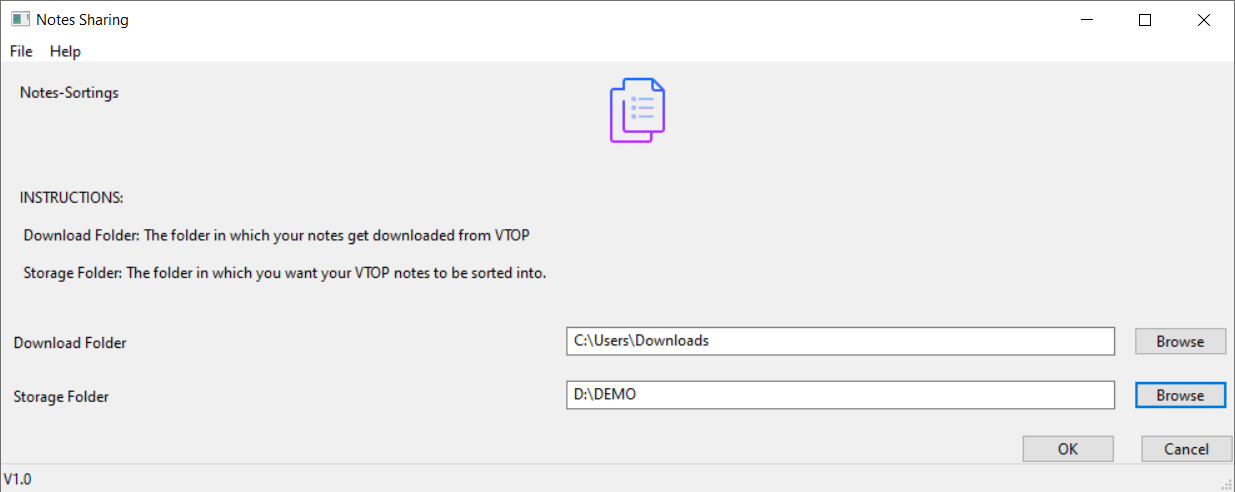 Notes Sharing
File Help
Notes-Sortings
INSTRUCTIONS:
Download Folder: The folder in which your notes get downloaded from VTOP
Storage Folder: The folder in which you want your VTOP notes to be sorted into.
Download Folder C:\Users\Downloads Browse
Storage Folder D:\DEMO Browse
OK Cancel
V1.0